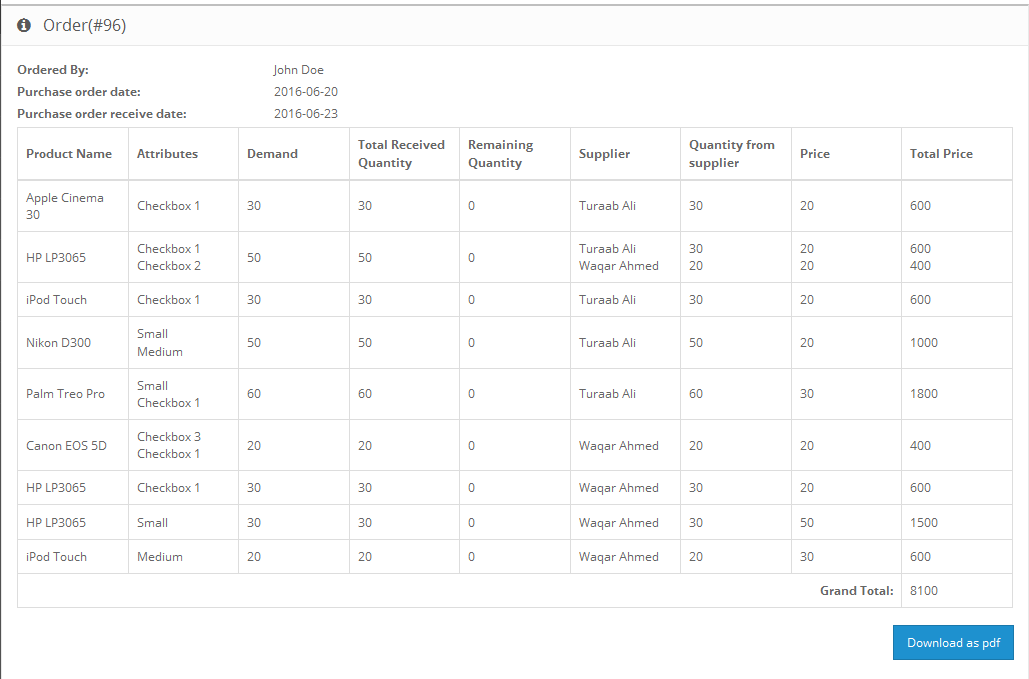 Order(#96)
Ordered By: John Doe
Purchase order date: 2016-06-20
Purchase order receive date: 2016-06-23
Product Name Attributes Demand Total Received Quantity Remaining Quantity Supplier Quantity from supplier Price Total Price
Apple Cinema 30 Checkbox 1 30 30 0 Turaab Ali 30 20 600
HP LP3065 Checkbox 1 50 50 0 Turaab Ali 30 20 600
Checkbox 2 Waqar Ahmed 20 20 400
iPod Touch Checkbox 1 30 30 0 Turaab Ali 30 20 600
Nikon D300 Small 50 50 0 Turaab Ali 50 20 1000
Medium
Palm Treo Pro Small 60 60 0 Turaab Ali 60 30 1800
Checkbox 1
Canon EOS 5D Checkbox 3 20 20 0 Waqar Ahmed 20 20 400
Checkbox 1
HP LP3065 Checkbox 1 30 30 0 Waqar Ahmed 30 20 600
HP LP3065 Small 30 30 0 Waqar Ahmed 30 50 1500
iPod Touch Medium 20 20 0 Waqar Ahmed 20 30 600
Grand Total: 8100
Download as pdf